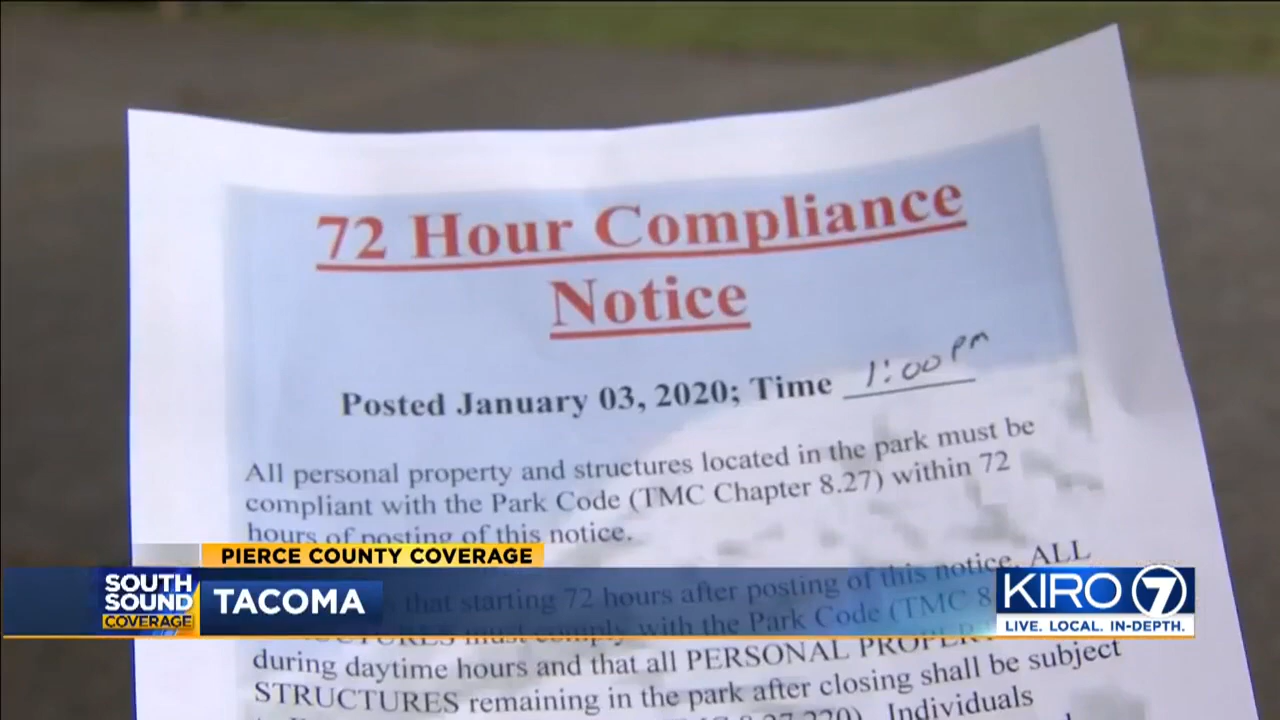 72 Hour Compliance
Notice
Posted January 03, 2020; Time 1:00 pm
All personal property and structures located in the park must be
compliant with the Park Code (TMC Chapter 8.27) within 72
hours of posting of this notice.
that starting 72 hours after posting of this notice, ALL
must comply with the Park Code (TMC 8
during daytime hours and that all PERSONAL
STRUCTURES remaining in the park after closing shall be subject
Individuals
PIERCE COUNTY COVERAGE
SOUTH
SOUND
COVERAGE
TACOMA
KIRO 7
LIVE. LOCAL. IN-DEPTH.